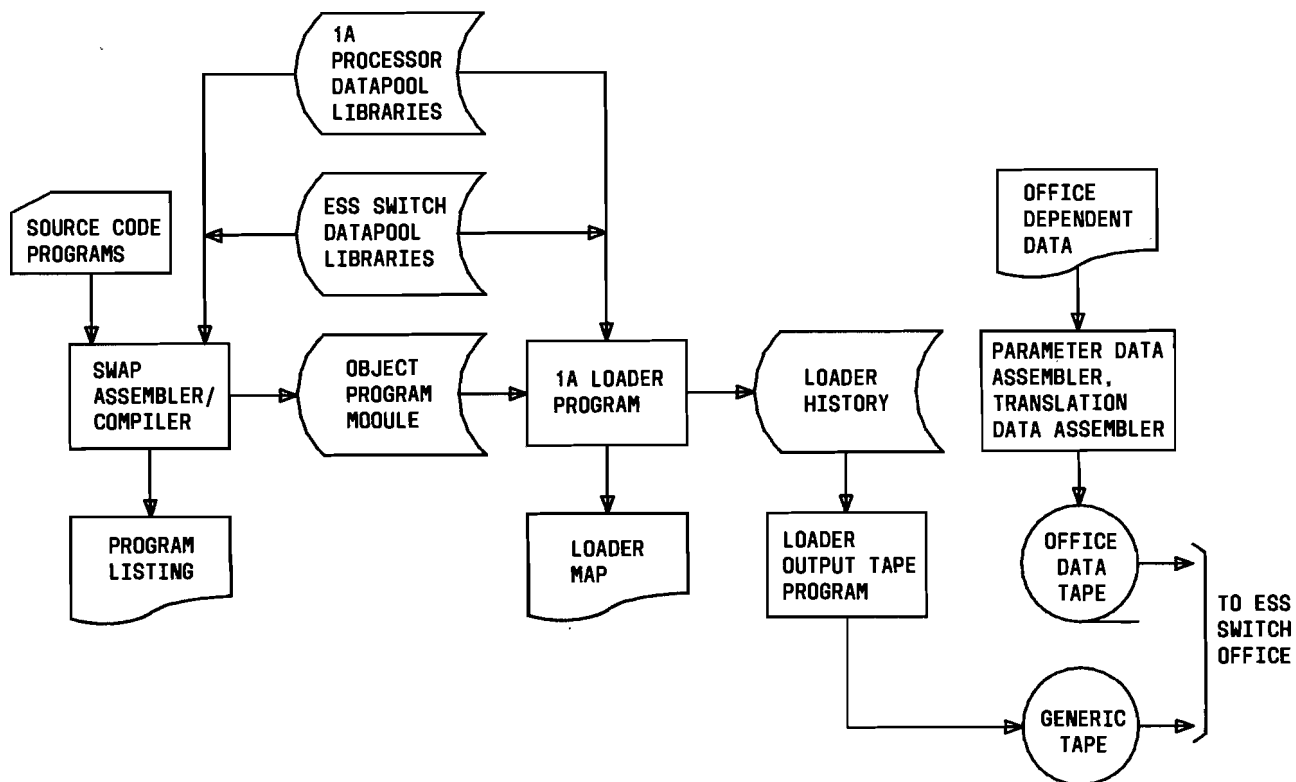 1A
PROCESSOR
DATAPOOL
LIBRARIES
ESS SWITCH
DATAPOOL
LIBRARIES
SOURCE CODE
PROGRAMS
OFFICE
DEPENDENT
DATA
SWAP
ASSEMBLER/
COMPILER
OBJECT
PROGRAM
MODULE
1A LOADER
PROGRAM
LOADER
HISTORY
PARAMETER DATA
ASSEMBLER,
TRANSLATION
DATA ASSEMBLER
PROGRAM
LISTING
LOADER
MAP
LOADER
OUTPUT TAPE
PROGRAM
OFFICE
DATA
TAPE
TO ESS
SWITCH
OFFICE
GENERIC
TAPE